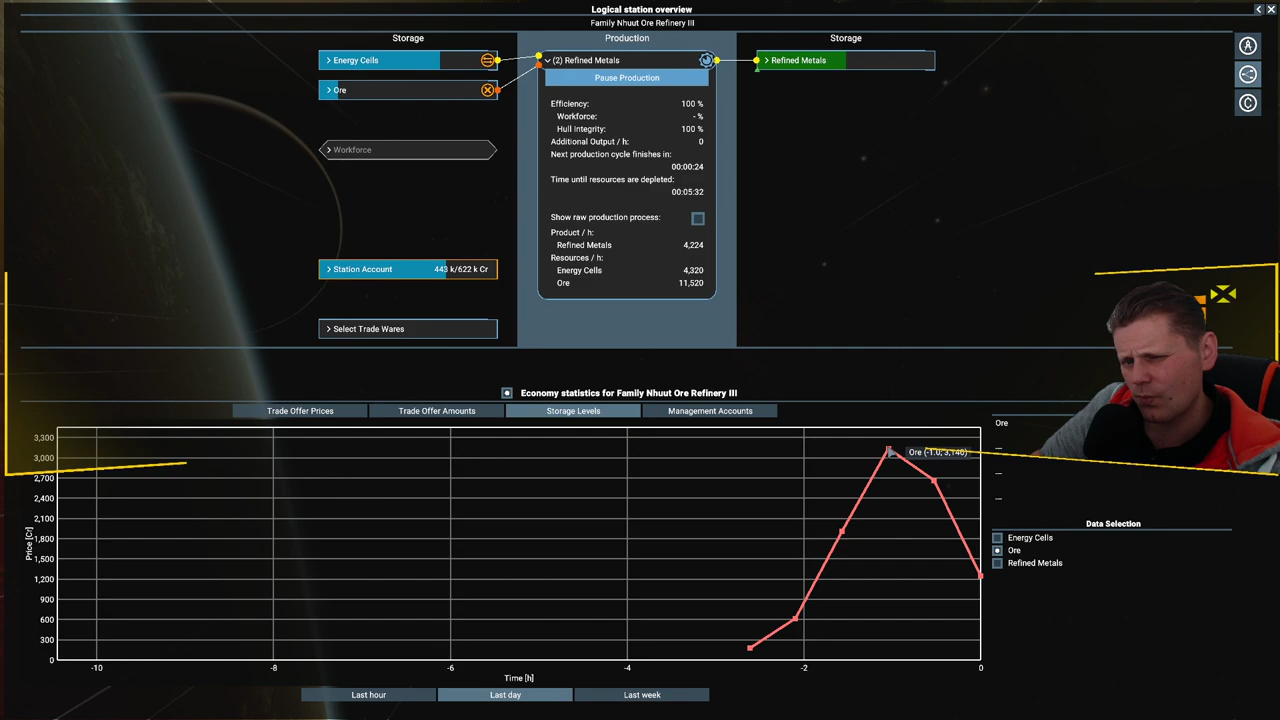 Logical station overview
Family Nhuut Ore Refinery III
Storage
Production
Storage
Energy Cells
(2) Refined Metals
Refined Metals
Pause Production
Ore
Efficiency: 100 %
Workforce: - %
Hull Integrity: 100 %
Additional Output / h: 0
Next production cycle finishes in:
00:00:24
Time until resources are depleted:
00:05:32
Workforce
Show raw production process:
Product / h:
Refined Metals 4,224
Resources / h:
Energy Cells 4,320
Ore 11,520
Station Account 443 k/622 k Cr
Select Trade Wares
Economy statistics for Family Nhuut Ore Refinery III
Trade Offer Prices
Trade Offer Amounts
Storage Levels
Management Accounts
3,300
3,000
2,700
2,400
2,100
1,800
1,500
1,200
900
600
300
0
Price [Cr]
Ore (-1.0, 3,140)
-10
-8
-6
-4
-2
0
Time [h]
Ore
Data Selection
Energy Cells
Ore
Refined Metals
Last hour
Last day
Last week